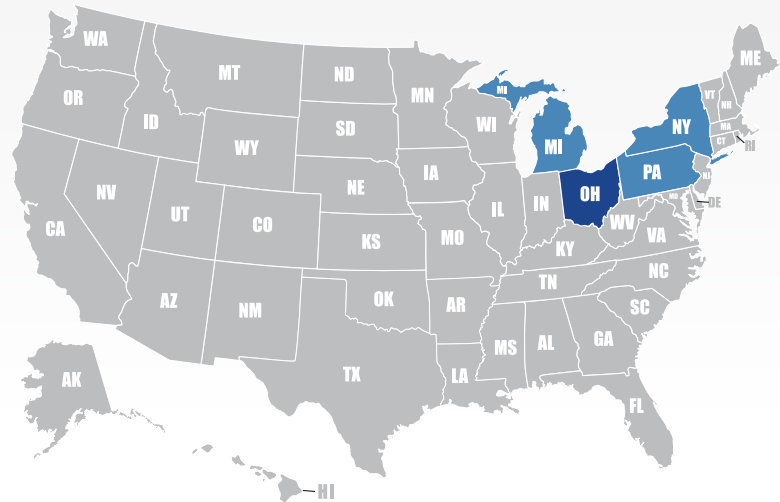 WA
MT
ND
MN
ME
OR
ID
WY
SD
WI
MI
MI
NY
VT
NH
MA
CT
RI
NV
UT
CO
NE
IA
IL
IN
OH
PA
NJ
MD
DE
CA
KS
MO
KY
WV
VA
AZ
NM
OK
AR
TN
NC
SC
TX
LA
MS
AL
GA
FL
AK
HI